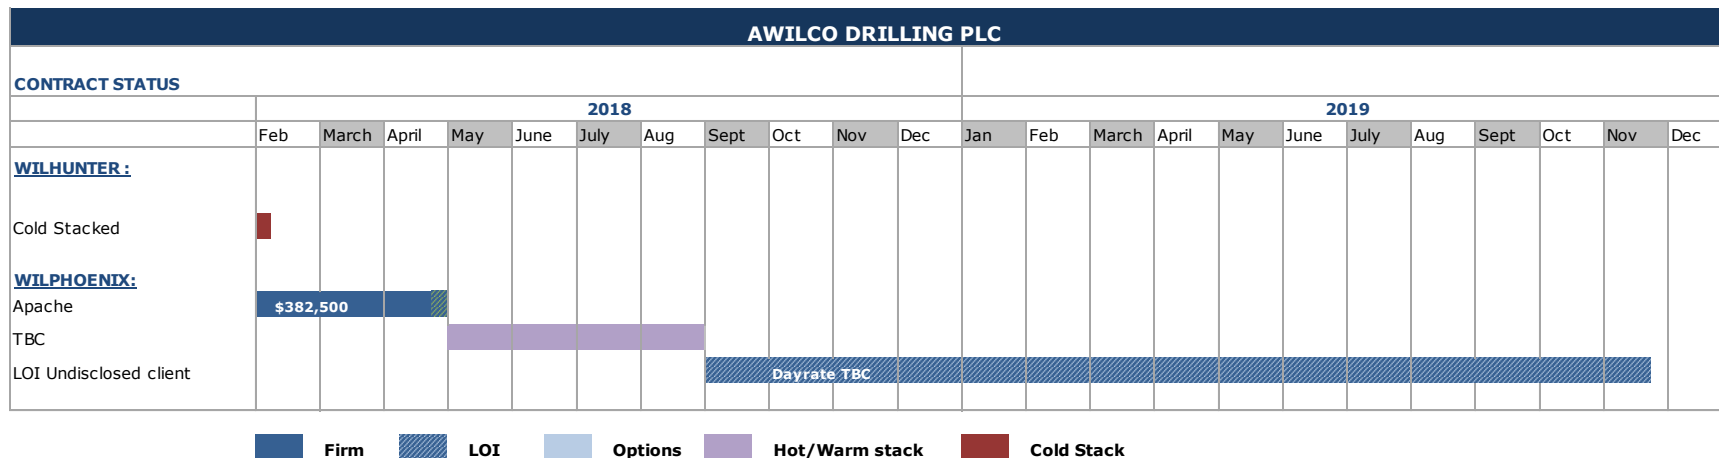 AWILCO DRILLING PLC
CONTRACT STATUS
2018 2019
Feb March April May June July Aug Sept Oct Nov Dec Jan Feb March April May June July Aug Sept Oct Nov Dec
WILHUNTER :
Cold Stacked
WILPHOENIX:
Apache $382,500
TBC
LOI Undisclosed client Dayrate TBC
Firm LOI Options Hot/Warm stack Cold Stack